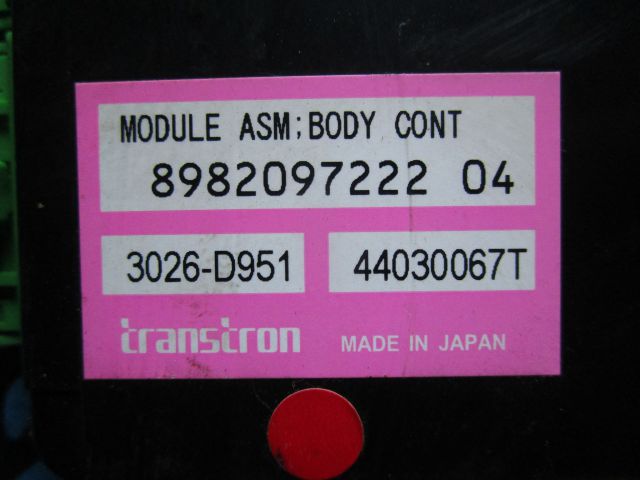 MODULE ASM;BODY CONT
8982097222 04
3026-D951 44030067T
transtron MADE IN JAPAN